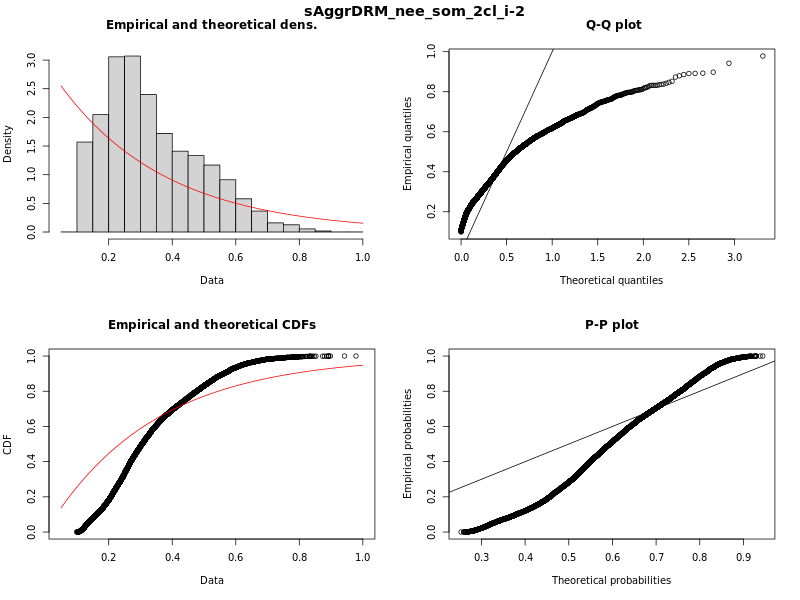 sAggrDRM_nee_som_2cl_i-2
Empirical and theoretical dens.
Density
0.0 0.5 1.0 1.5 2.0 2.5 3.0
0.2 0.4 0.6 0.8 1.0
Data
Q-Q plot
Empirical quantiles
0.2 0.4 0.6 0.8 1.0
0.0 0.5 1.0 1.5 2.0 2.5 3.0
Theoretical quantiles
Empirical and theoretical CDFs
CDF
0.0 0.2 0.4 0.6 0.8 1.0
0.2 0.4 0.6 0.8 1.0
Data
P-P plot
Empirical probabilities
0.0 0.2 0.4 0.6 0.8 1.0
0.3 0.4 0.5 0.6 0.7 0.8 0.9
Theoretical probabilities